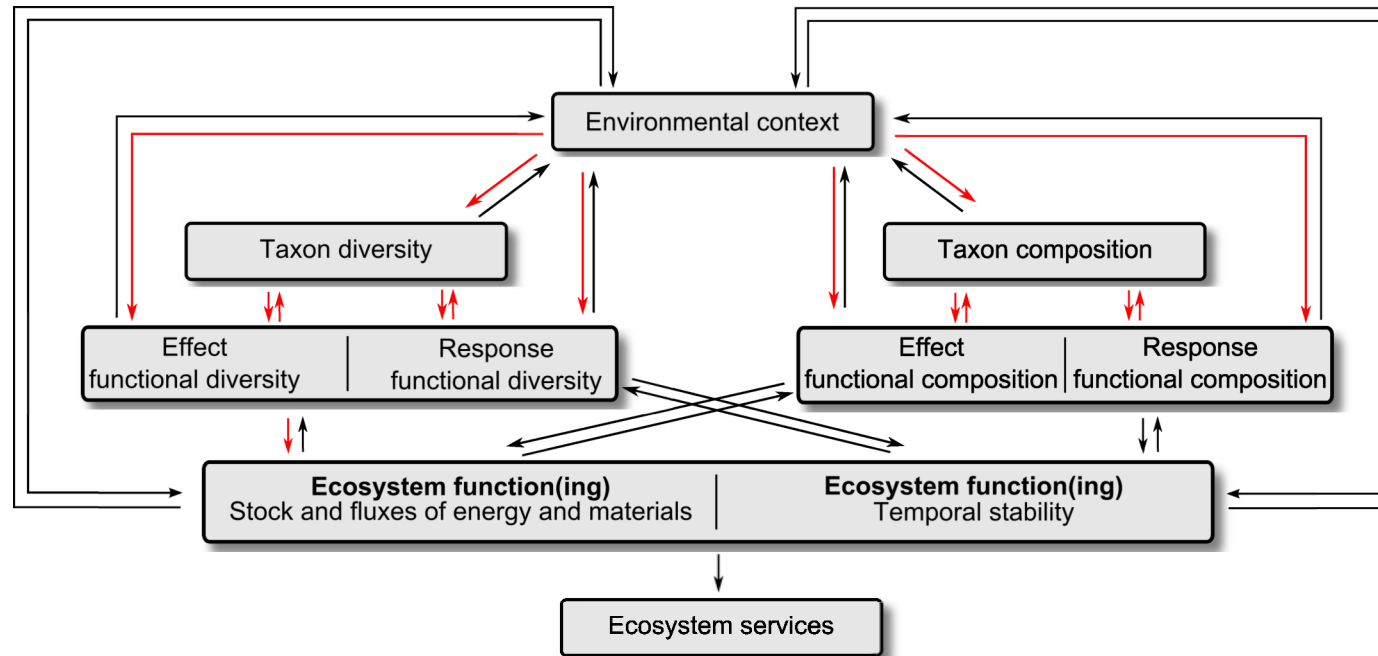 Environmental context
Taxon diversity
Taxon composition
Effect
functional diversity
Response
functional diversity
Effect
functional composition
Response
functional composition
Ecosystem function(ing)
Stock and fluxes of energy and materials
Ecosystem function(ing)
Temporal stability
Ecosystem services